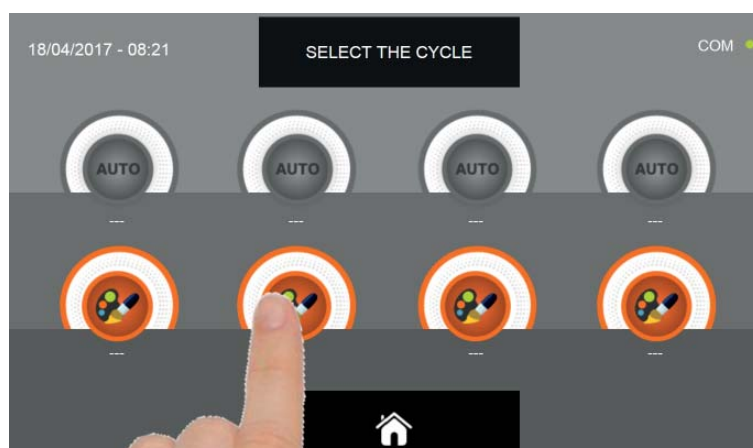 18/04/2017 - 08:21
SELECT THE CYCLE
COM
AUTO AUTO AUTO AUTO
--- --- --- ---
--- --- ---